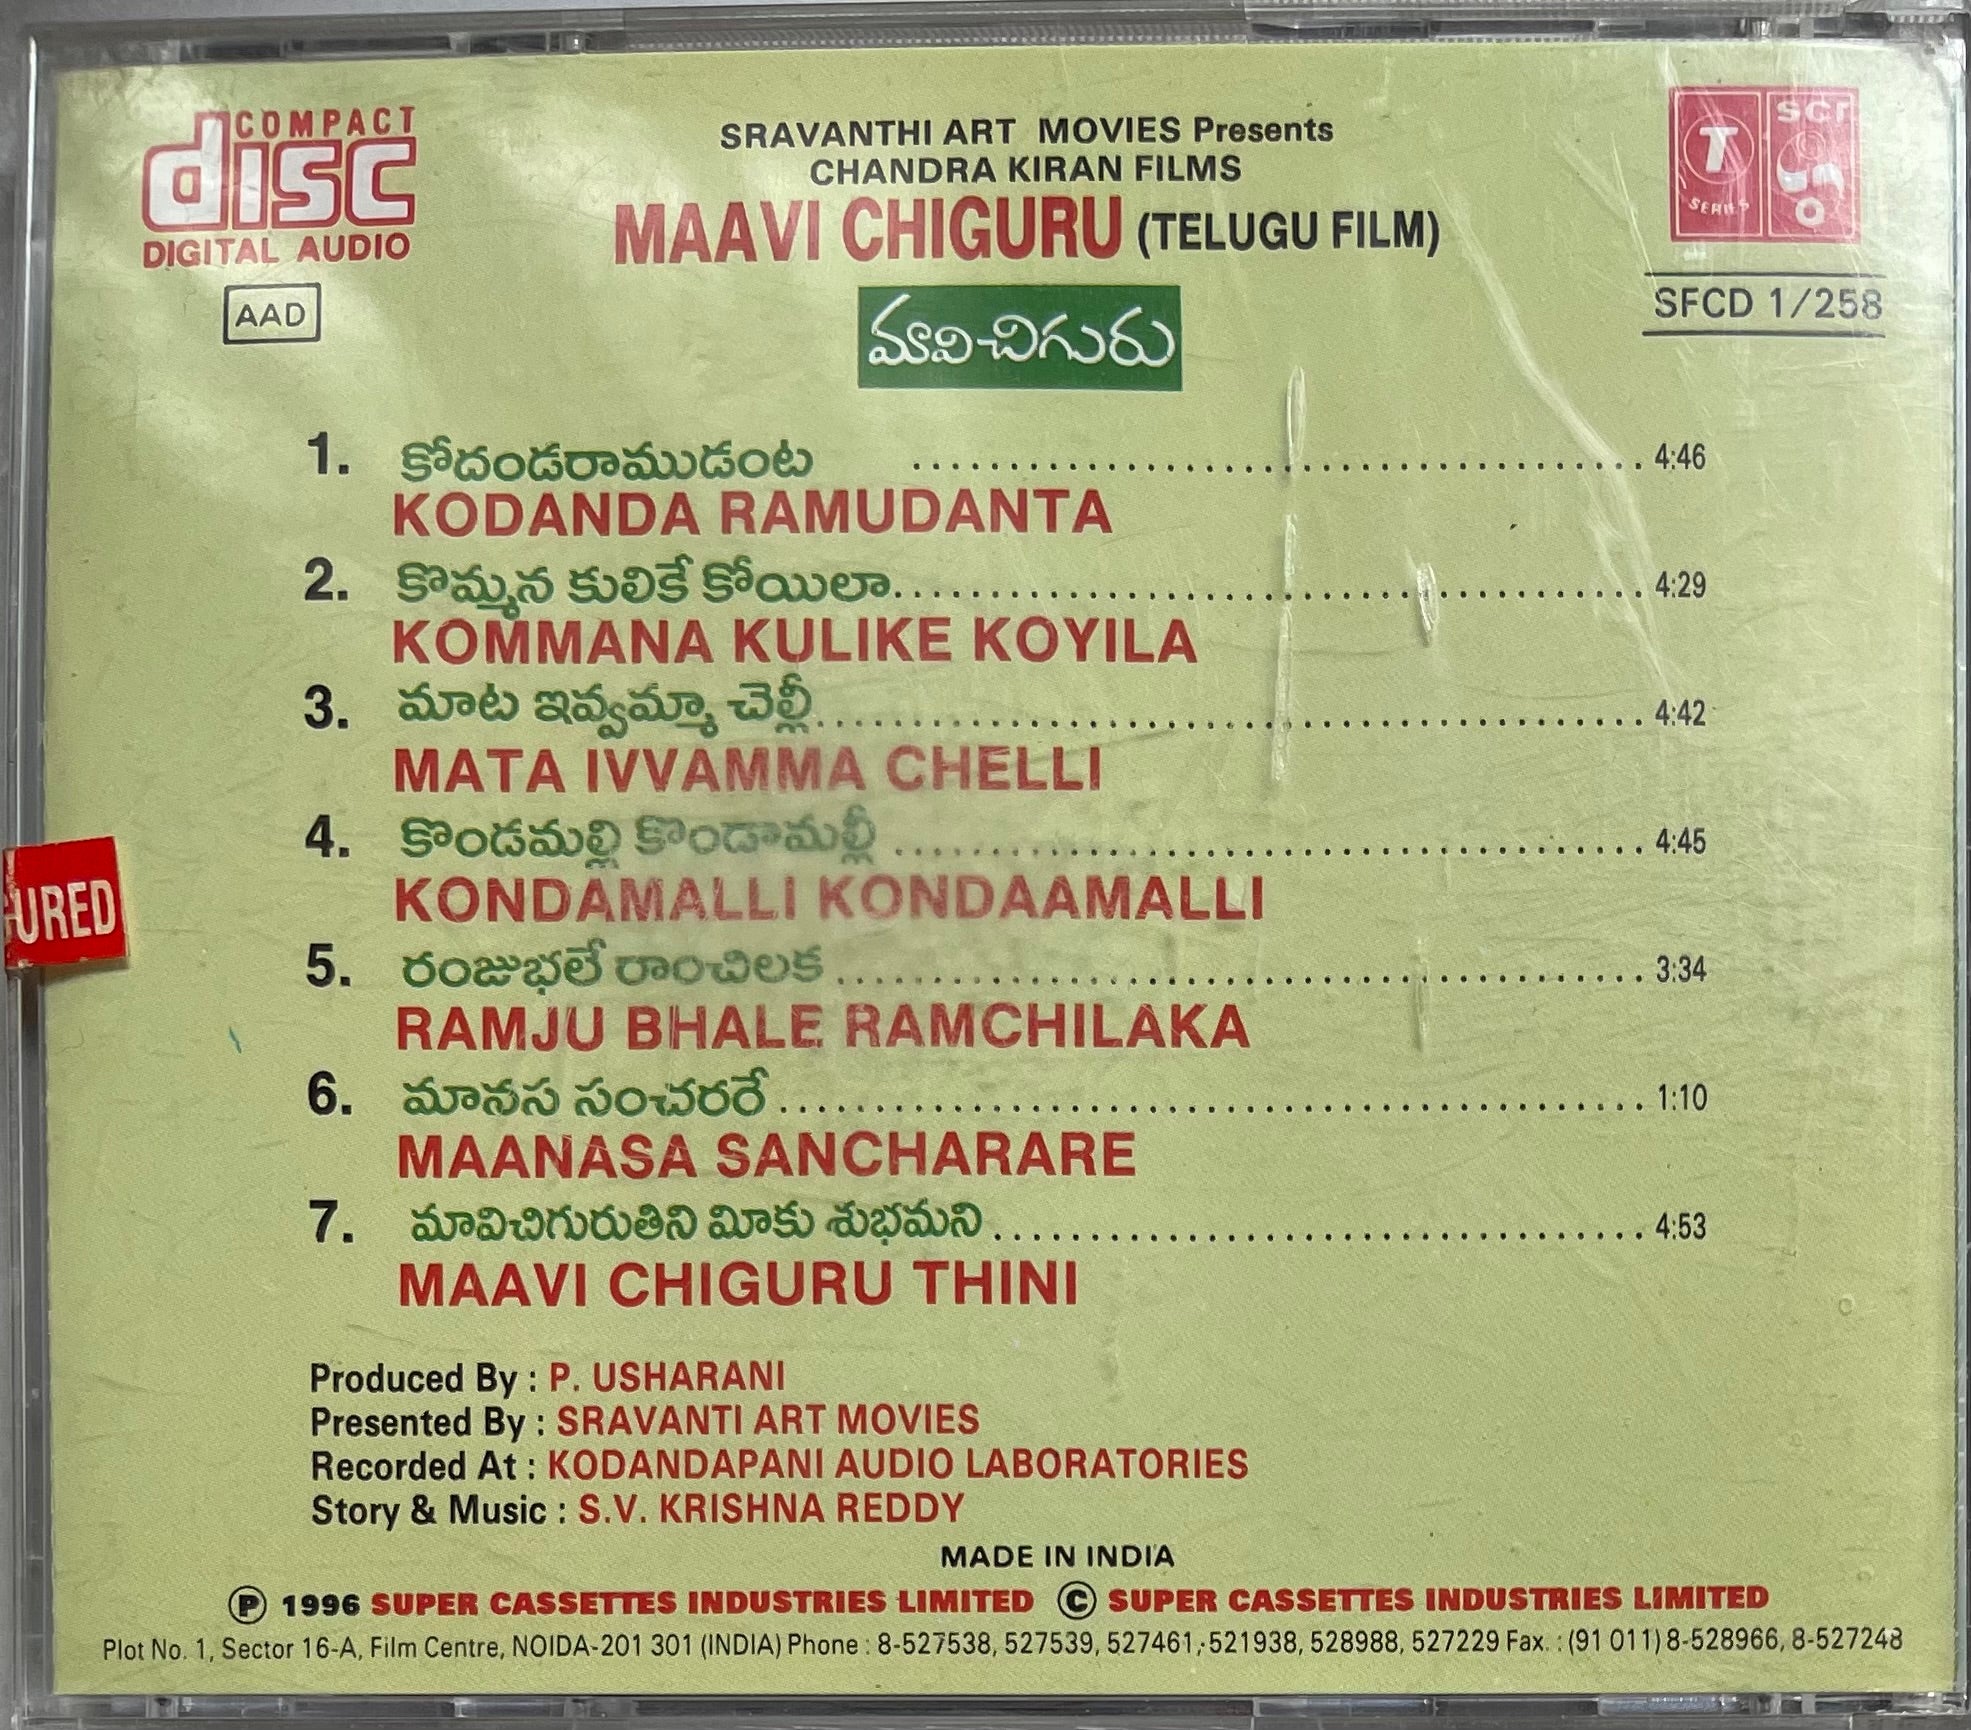 COMPACT
disc
DIGITAL AUDIO
AAD
SRAVANTHI ART MOVIES Presents
CHANDRA KIRAN FILMS
MAAVI CHIGURU (TELUGU FILM)
మావిచిగురు
T
SERIES
SCI
SFCD 1/258
1. కోదండరాముడంట ........................................ 4:46
KODANDA RAMUDANTA
2. కొమ్మన కులికే కోయిలా........................................ 4:29
KOMMANA KULIKE KOYILA
3. మాట ఇవ్వమ్మా చెల్లీ........................................ 4:42
MATA IVVAMMA CHELLI
4. కొండమల్లి కొండామల్లీ ........................................ 4:45
KONDAMALLI KONDAAMALLI
5. రంజుభలే రాంచిలక ........................................ 3:34
RAMJU BHALE RAMCHILAKA
6. మానస సంచరరే........................................ 1:10
MAANASA SANCHARARE
7. మావిచిగురుతిని మీకు శుభమని........................................ 4:53
MAAVI CHIGURU THINI
URED
Produced By : P. USHARANI
Presented By : SRAVANTI ART MOVIES
Recorded At : KODANDAPANI AUDIO LABORATORIES
Story & Music : S.V. KRISHNA REDDY
MADE IN INDIA
Ⓟ 1996 SUPER CASSETTES INDUSTRIES LIMITED © SUPER CASSETTES INDUSTRIES LIMITED
Plot No. 1, Sector 16-A, Film Centre, NOIDA-201 301 (INDIA) Phone : 8-527538, 527539, 527461, 521938, 528988, 527229 Fax. : (91 011) 8-528966, 8-527248